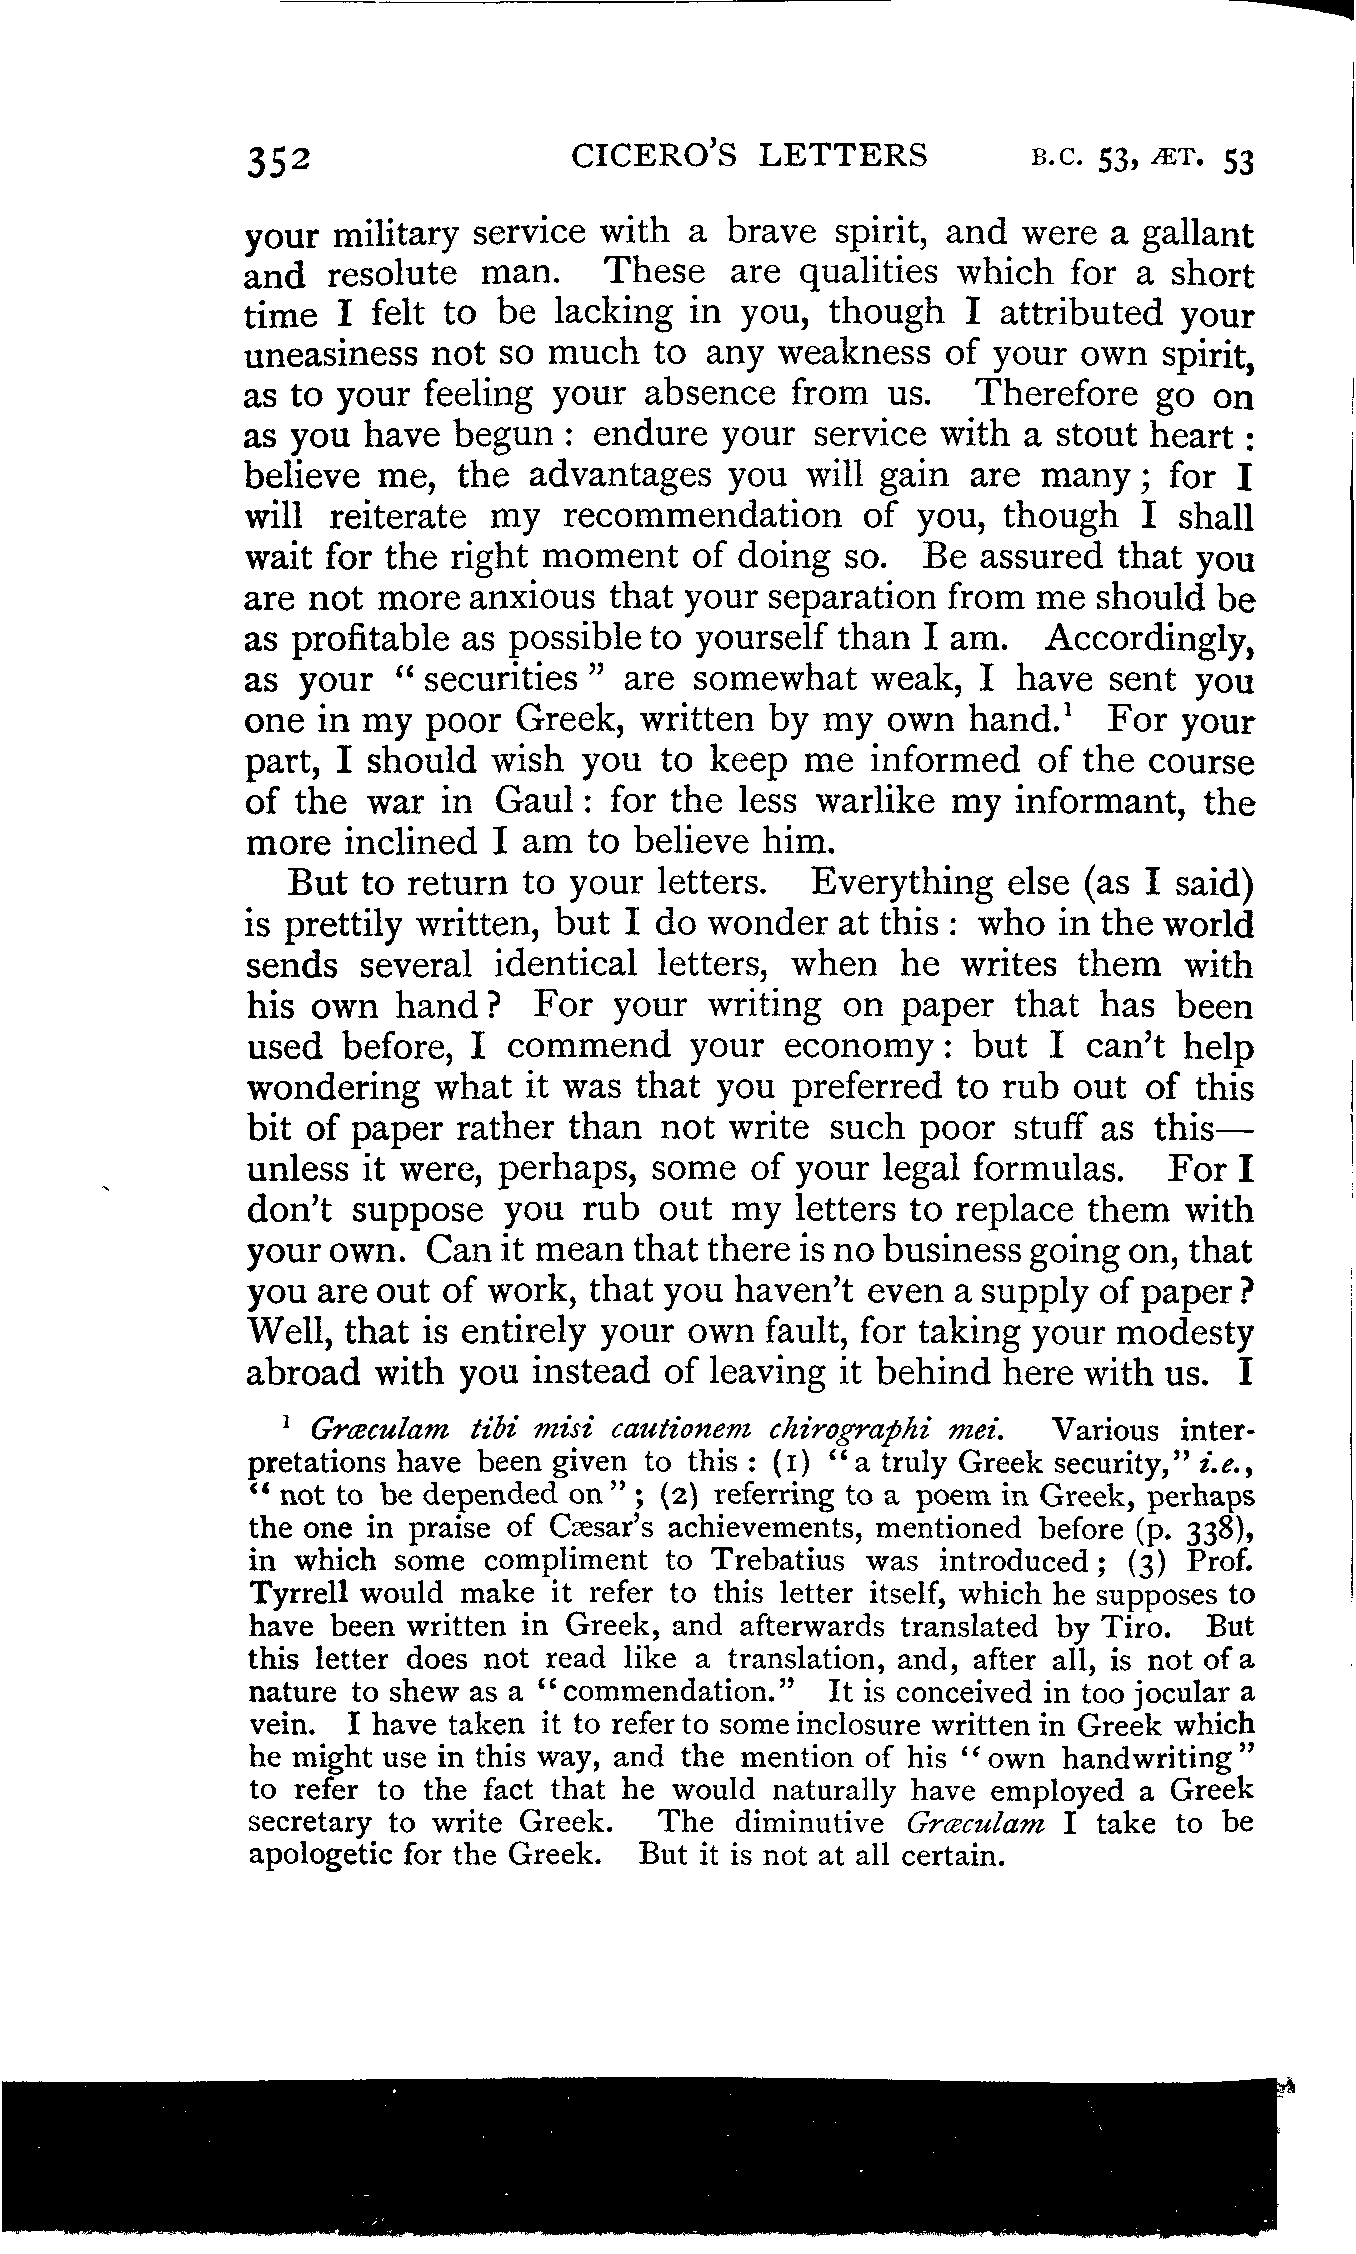 352 CICERO'S LETTERS B.C. 53, ÆT. 53
your military service with a brave spirit, and were a gallant
and resolute man. These are qualities which for a short
time I felt to be lacking in you, though I attributed your
uneasiness not so much to any weakness of your own spirit,
as to your feeling your absence from us. Therefore go on
as you have begun : endure your service with a stout heart :
believe me, the advantages you will gain are many ; for I
will reiterate my recommendation of you, though I shall
wait for the right moment of doing so. Be assured that you
are not more anxious that your separation from me should be
as profitable as possible to yourself than I am. Accordingly,
as your “ securities ” are somewhat weak, I have sent you
one in my poor Greek, written by my own hand.¹ For your
part, I should wish you to keep me informed of the course
of the war in Gaul : for the less warlike my informant, the
more inclined I am to believe him.
But to return to your letters. Everything else (as I said)
is prettily written, but I do wonder at this : who in the world
sends several identical letters, when he writes them with
his own hand ? For your writing on paper that has been
used before, I commend your economy : but I can't help
wondering what it was that you preferred to rub out of this
bit of paper rather than not write such poor stuff as this—
unless it were, perhaps, some of your legal formulas. For I
don't suppose you rub out my letters to replace them with
your own. Can it mean that there is no business going on, that
you are out of work, that you haven't even a supply of paper ?
Well, that is entirely your own fault, for taking your modesty
abroad with you instead of leaving it behind here with us. I
¹ Græculam tibi misi cautionem chirographi mei. Various inter-
pretations have been given to this : (1) “ a truly Greek security,” i.e.,
“ not to be depended on ” ; (2) referring to a poem in Greek, perhaps
the one in praise of Cæsar's achievements, mentioned before (p. 338),
in which some compliment to Trebatius was introduced ; (3) Prof.
Tyrrell would make it refer to this letter itself, which he supposes to
have been written in Greek, and afterwards translated by Tiro. But
this letter does not read like a translation, and, after all, is not of a
nature to shew as a “ commendation.” It is conceived in too jocular a
vein. I have taken it to refer to some inclosure written in Greek which
he might use in this way, and the mention of his “ own handwriting ”
to refer to the fact that he would naturally have employed a Greek
secretary to write Greek. The diminutive Græculam I take to be
apologetic for the Greek. But it is not at all certain.